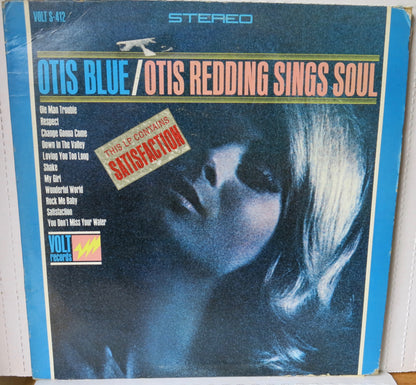 STEREO
VOLT S-412
OTIS BLUE/OTIS REDDING SINGS SOUL
Ole Man Trouble
Respect
Change Gonna Come
Down In The Valley
Loving You Too Long
Shake
My Girl
Wonderful World
Rock Me Baby
Satisfaction
You Don't Miss Your Water
THIS LP CONTAINS
SATISFACTION
VOLT
records